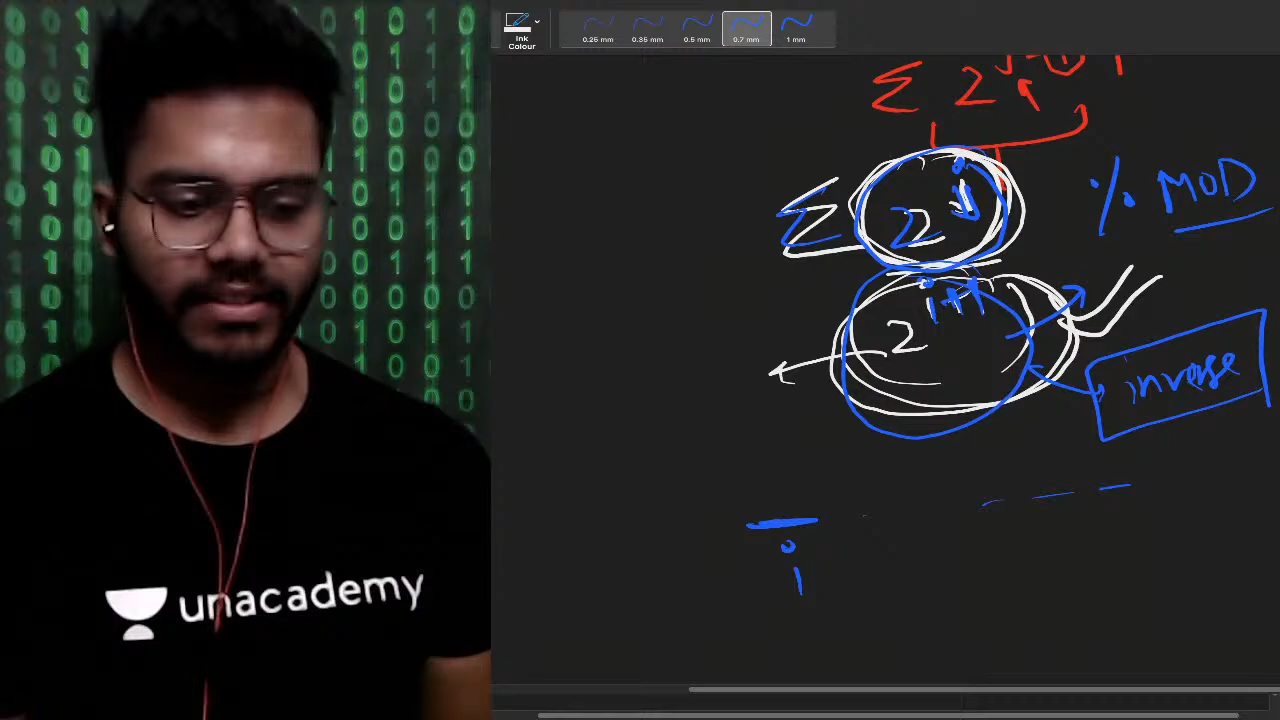 Ink
Colour
0.25 mm
0.35 mm
0.5 mm
0.7 mm
1 mm
Σ 2
Σ 2^j % MOD
2^i+1
inverse
i
unacademy